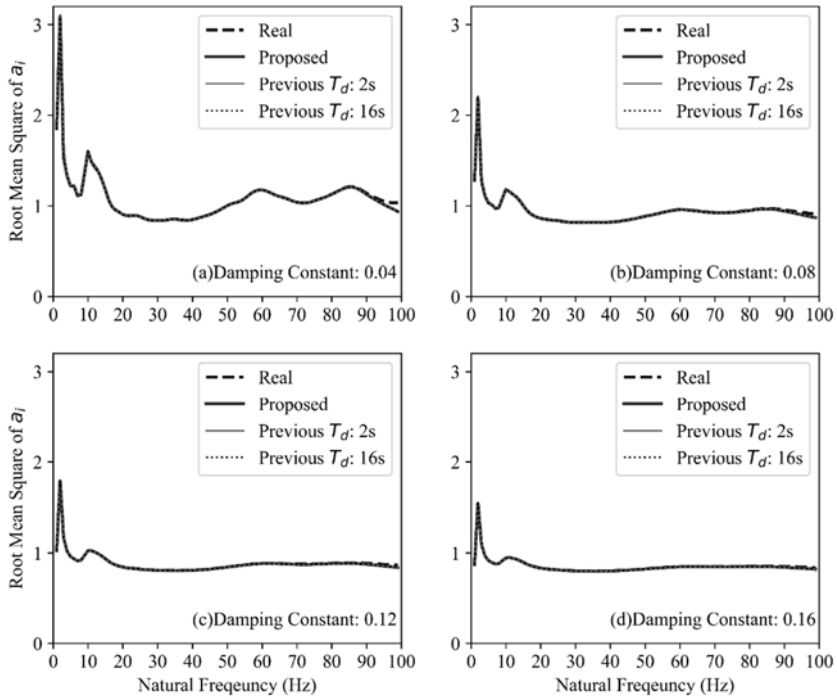 Root Mean Square of a_i
3
2
1
0
Real
Proposed
Previous T_d: 2s
Previous T_d: 16s
(a)Damping Constant: 0.04
0 10 20 30 40 50 60 70 80 90 100
3
2
1
0
Real
Proposed
Previous T_d: 2s
Previous T_d: 16s
(b)Damping Constant: 0.08
0 10 20 30 40 50 60 70 80 90 100
Root Mean Square of a_i
3
2
1
0
Real
Proposed
Previous T_d: 2s
Previous T_d: 16s
(c)Damping Constant: 0.12
0 10 20 30 40 50 60 70 80 90 100
Natural Freqeuncy (Hz)
3
2
1
0
Real
Proposed
Previous T_d: 2s
Previous T_d: 16s
(d)Damping Constant: 0.16
0 10 20 30 40 50 60 70 80 90 100
Natural Freqeuncy (Hz)